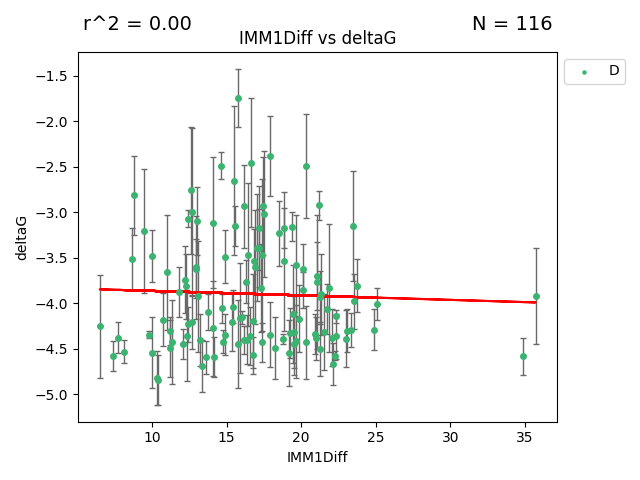 r^2 = 0.00
N = 116
IMM1Diff vs deltaG
D
−1.5
−2.0
−2.5
−3.0
−3.5
−4.0
−4.5
−5.0
deltaG
10 15 20 25 30 35
IMM1Diff